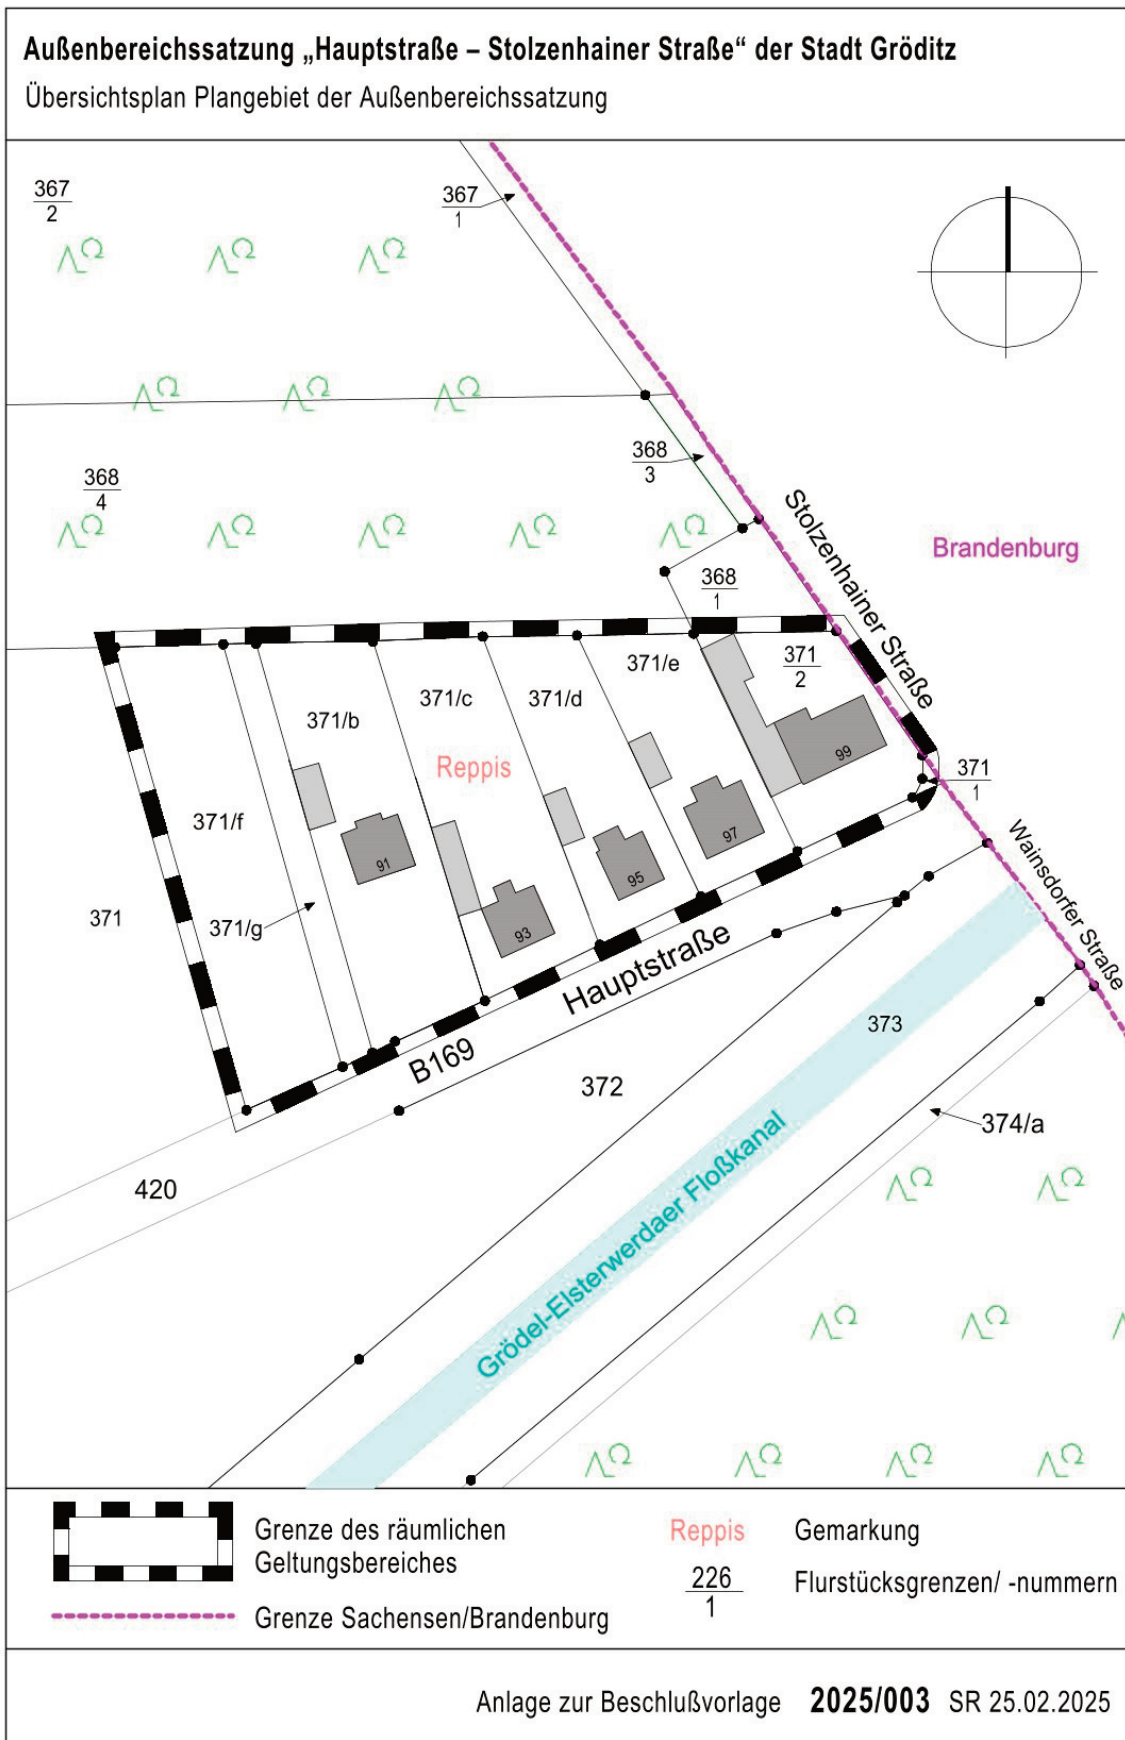 Außenbereichssatzung „Hauptstraße – Stolzenhainer Straße“ der Stadt Gröditz
Übersichtsplan Plangebiet der Außenbereichssatzung
367
2
367
1
368
3
368
4
Stolzenhainer Straße
Brandenburg
368
1
371/e
371
2
371/d
371/c
371/b
Reppis
99
371
1
371/f
97
91
95
93
Wainsdorfer Straße
371
371/g
Hauptstraße
B169
373
372
374/a
420
Grödel-Elsterwerdaer Floßkanal
Grenze des räumlichen
Geltungsbereiches
Grenze Sachensen/Brandenburg
Reppis
Gemarkung
226
1
Flurstücksgrenzen/ -nummern
Anlage zur Beschlußvorlage 2025/003 SR 25.02.2025